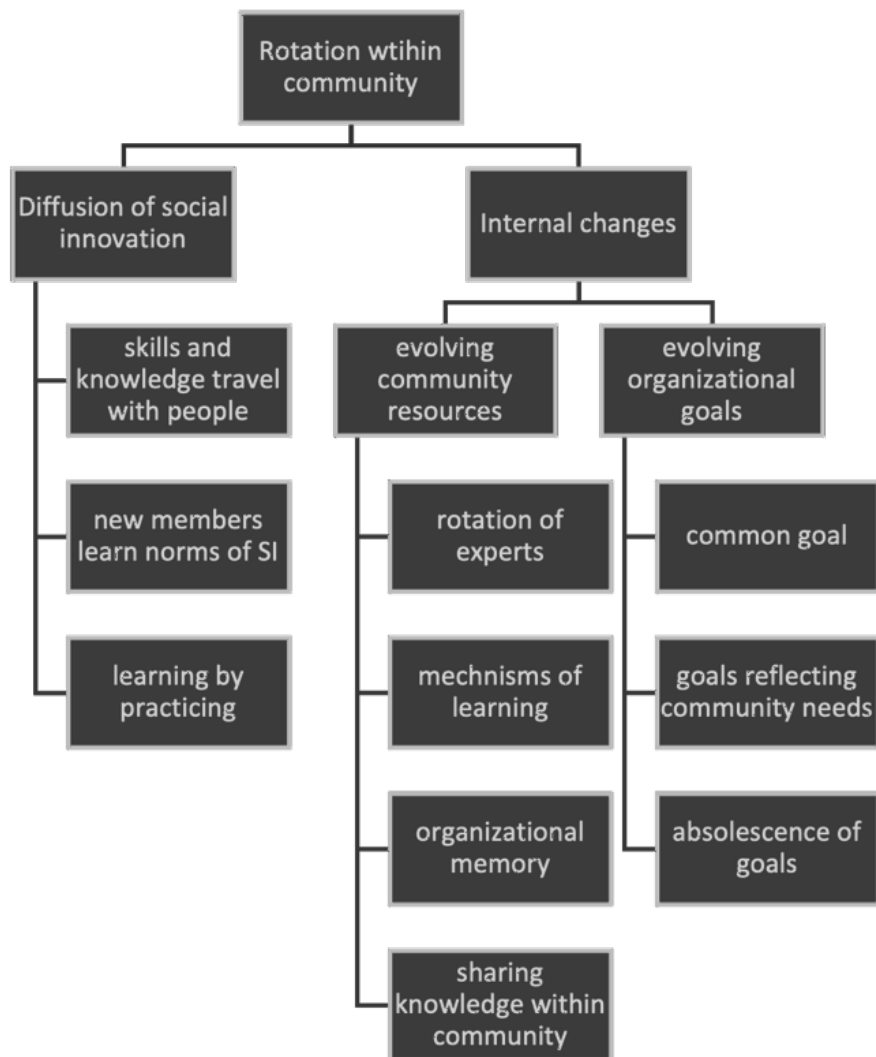 Rotation wtihin
community
Diffusion of social
innovation
skills and
knowledge travel
with people
new members
learn norms of SI
learning by
practicing
Internal changes
evolving
community
resources
rotation of
experts
mechnisms of
learning
organizational
memory
sharing
knowledge within
community
evolving
organizational
goals
common goal
goals reflecting
community needs
absolescence of
goals